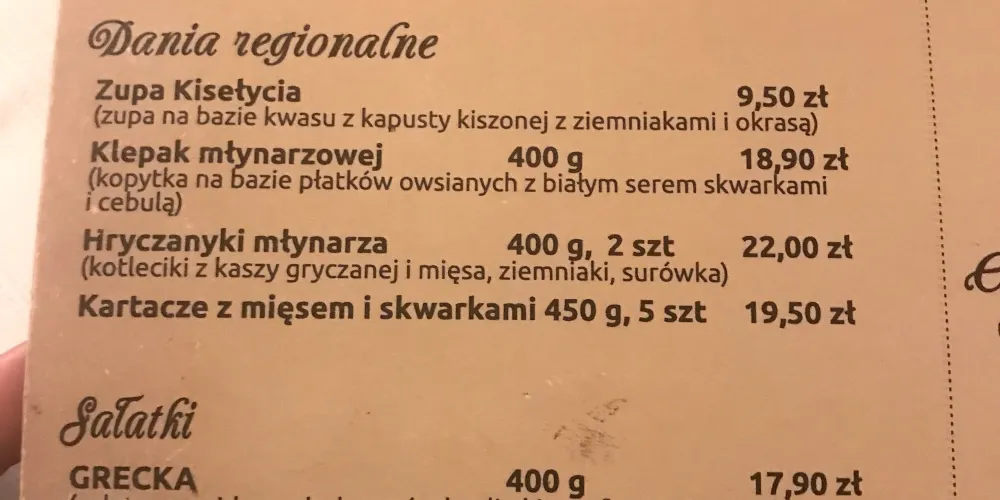 Dania regionalne
Zupa Kisełycia 9,50 zł
(zupa na bazie kwasu z kapusty kiszonej z ziemniakami i okrasą)
Klepak młynarzowej 400 g 18,90 zł
(kopytka na bazie płatków owsianych z białym serem skwarkami
i cebulą)
Hryczanyki młynarza 400 g, 2 szt 22,00 zł
(kotleciki z kaszy gryczanej i mięsa, ziemniaki, surówka)
Kartacze z mięsem i skwarkami 450 g, 5 szt 19,50 zł
Sałatki
GRECKA 400 g 17,90 zł